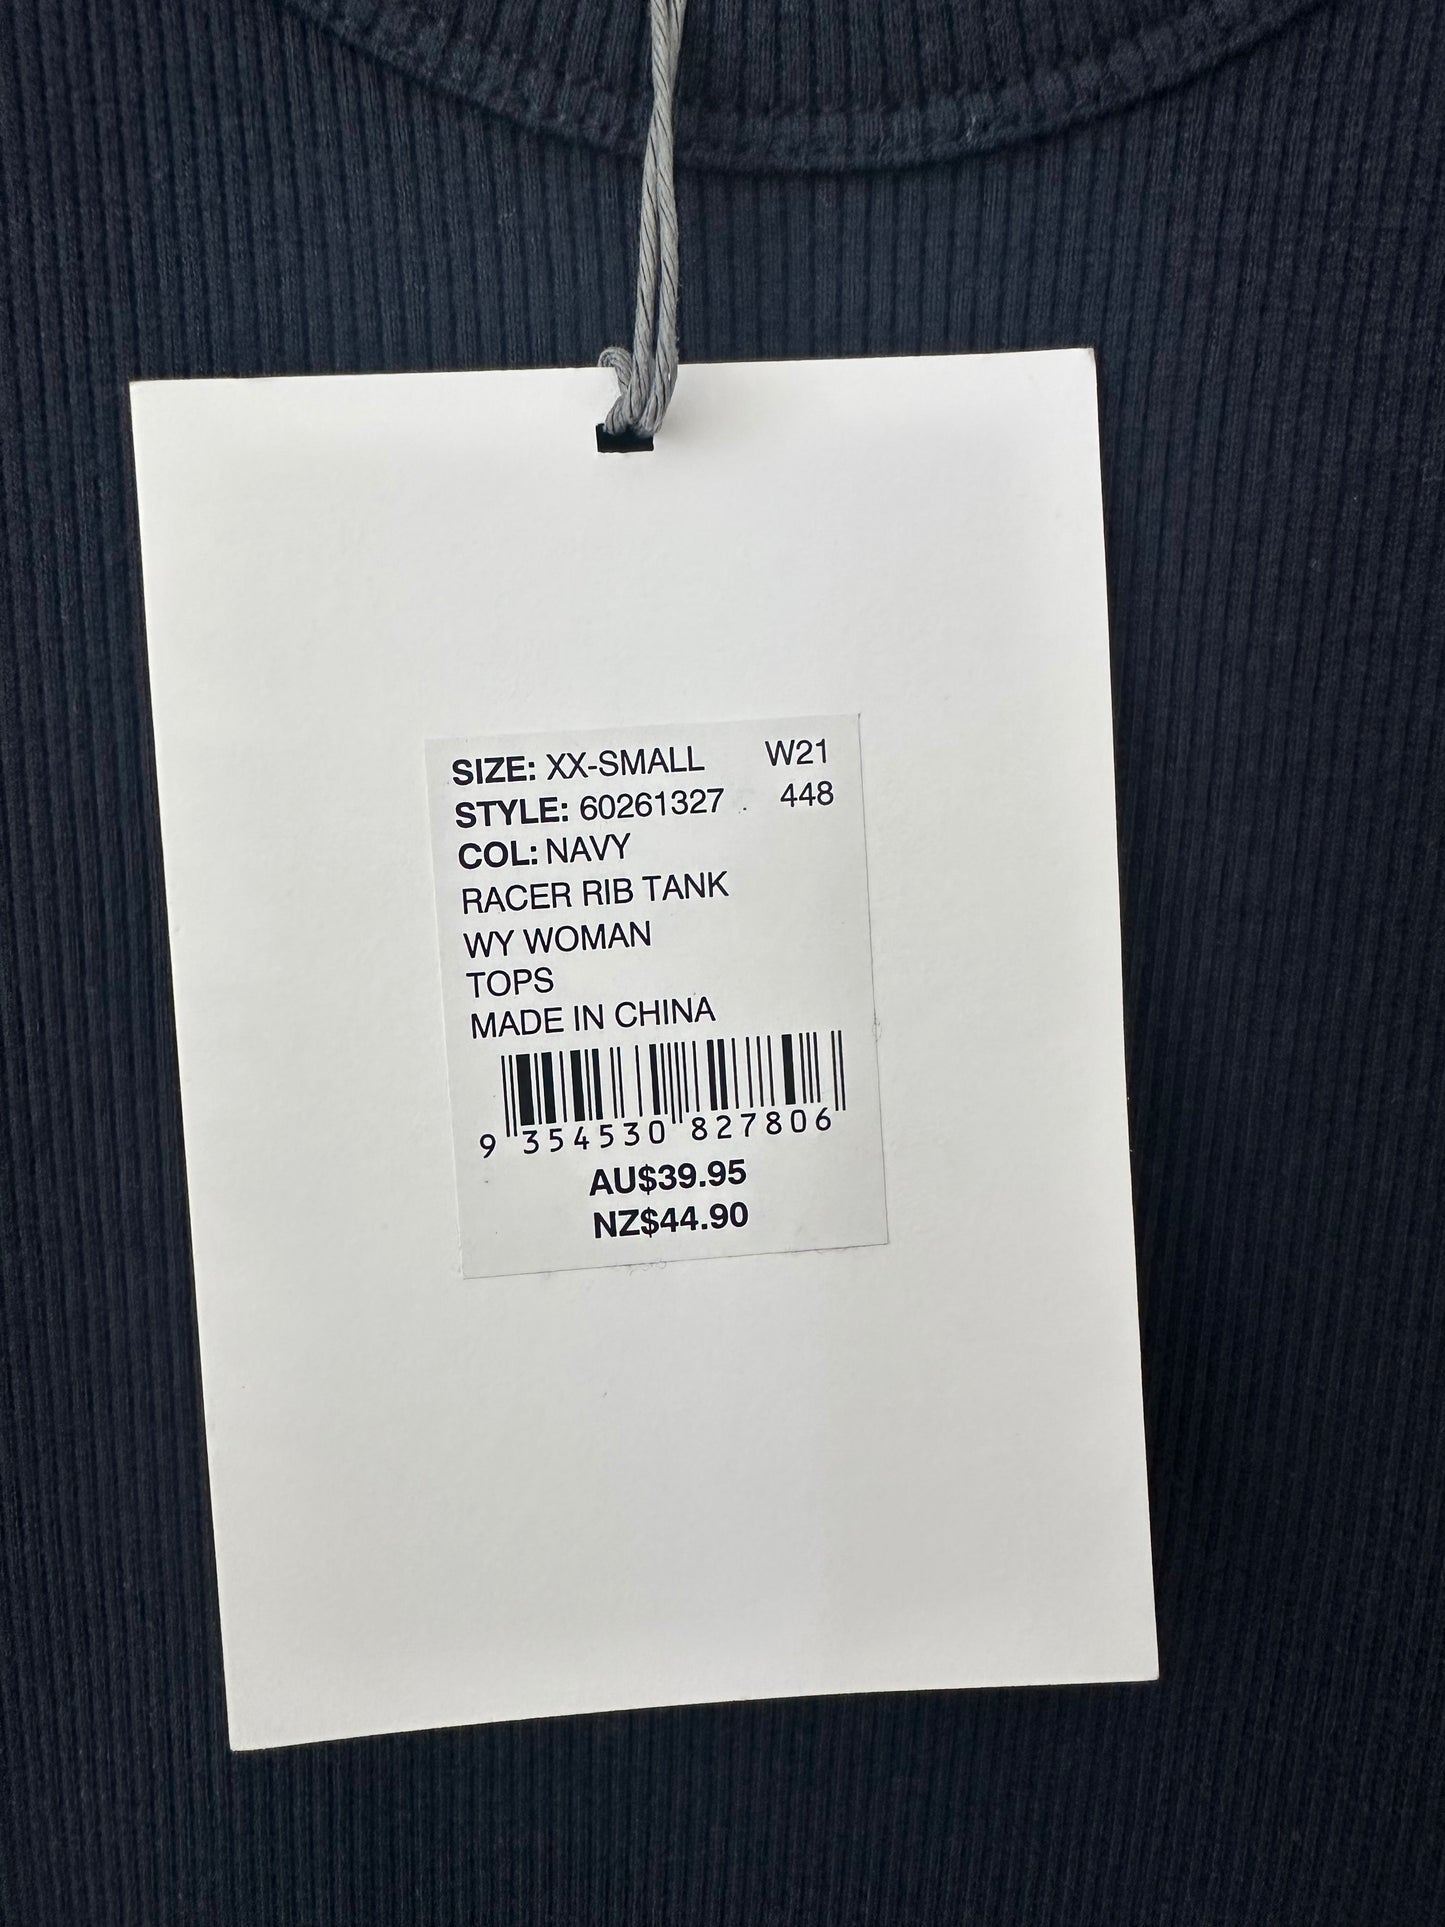 SIZE: XX-SMALL W21
STYLE: 60261327 . 448
COL: NAVY
RACER RIB TANK
WY WOMAN
TOPS
MADE IN CHINA
9 354530 827806
AU$39.95
NZ$44.90